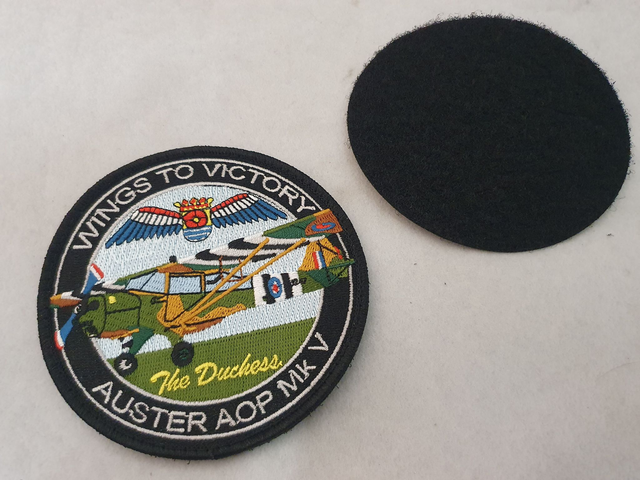 WINGS TO VICTORY
The Duchess
AUSTER AOP MK V